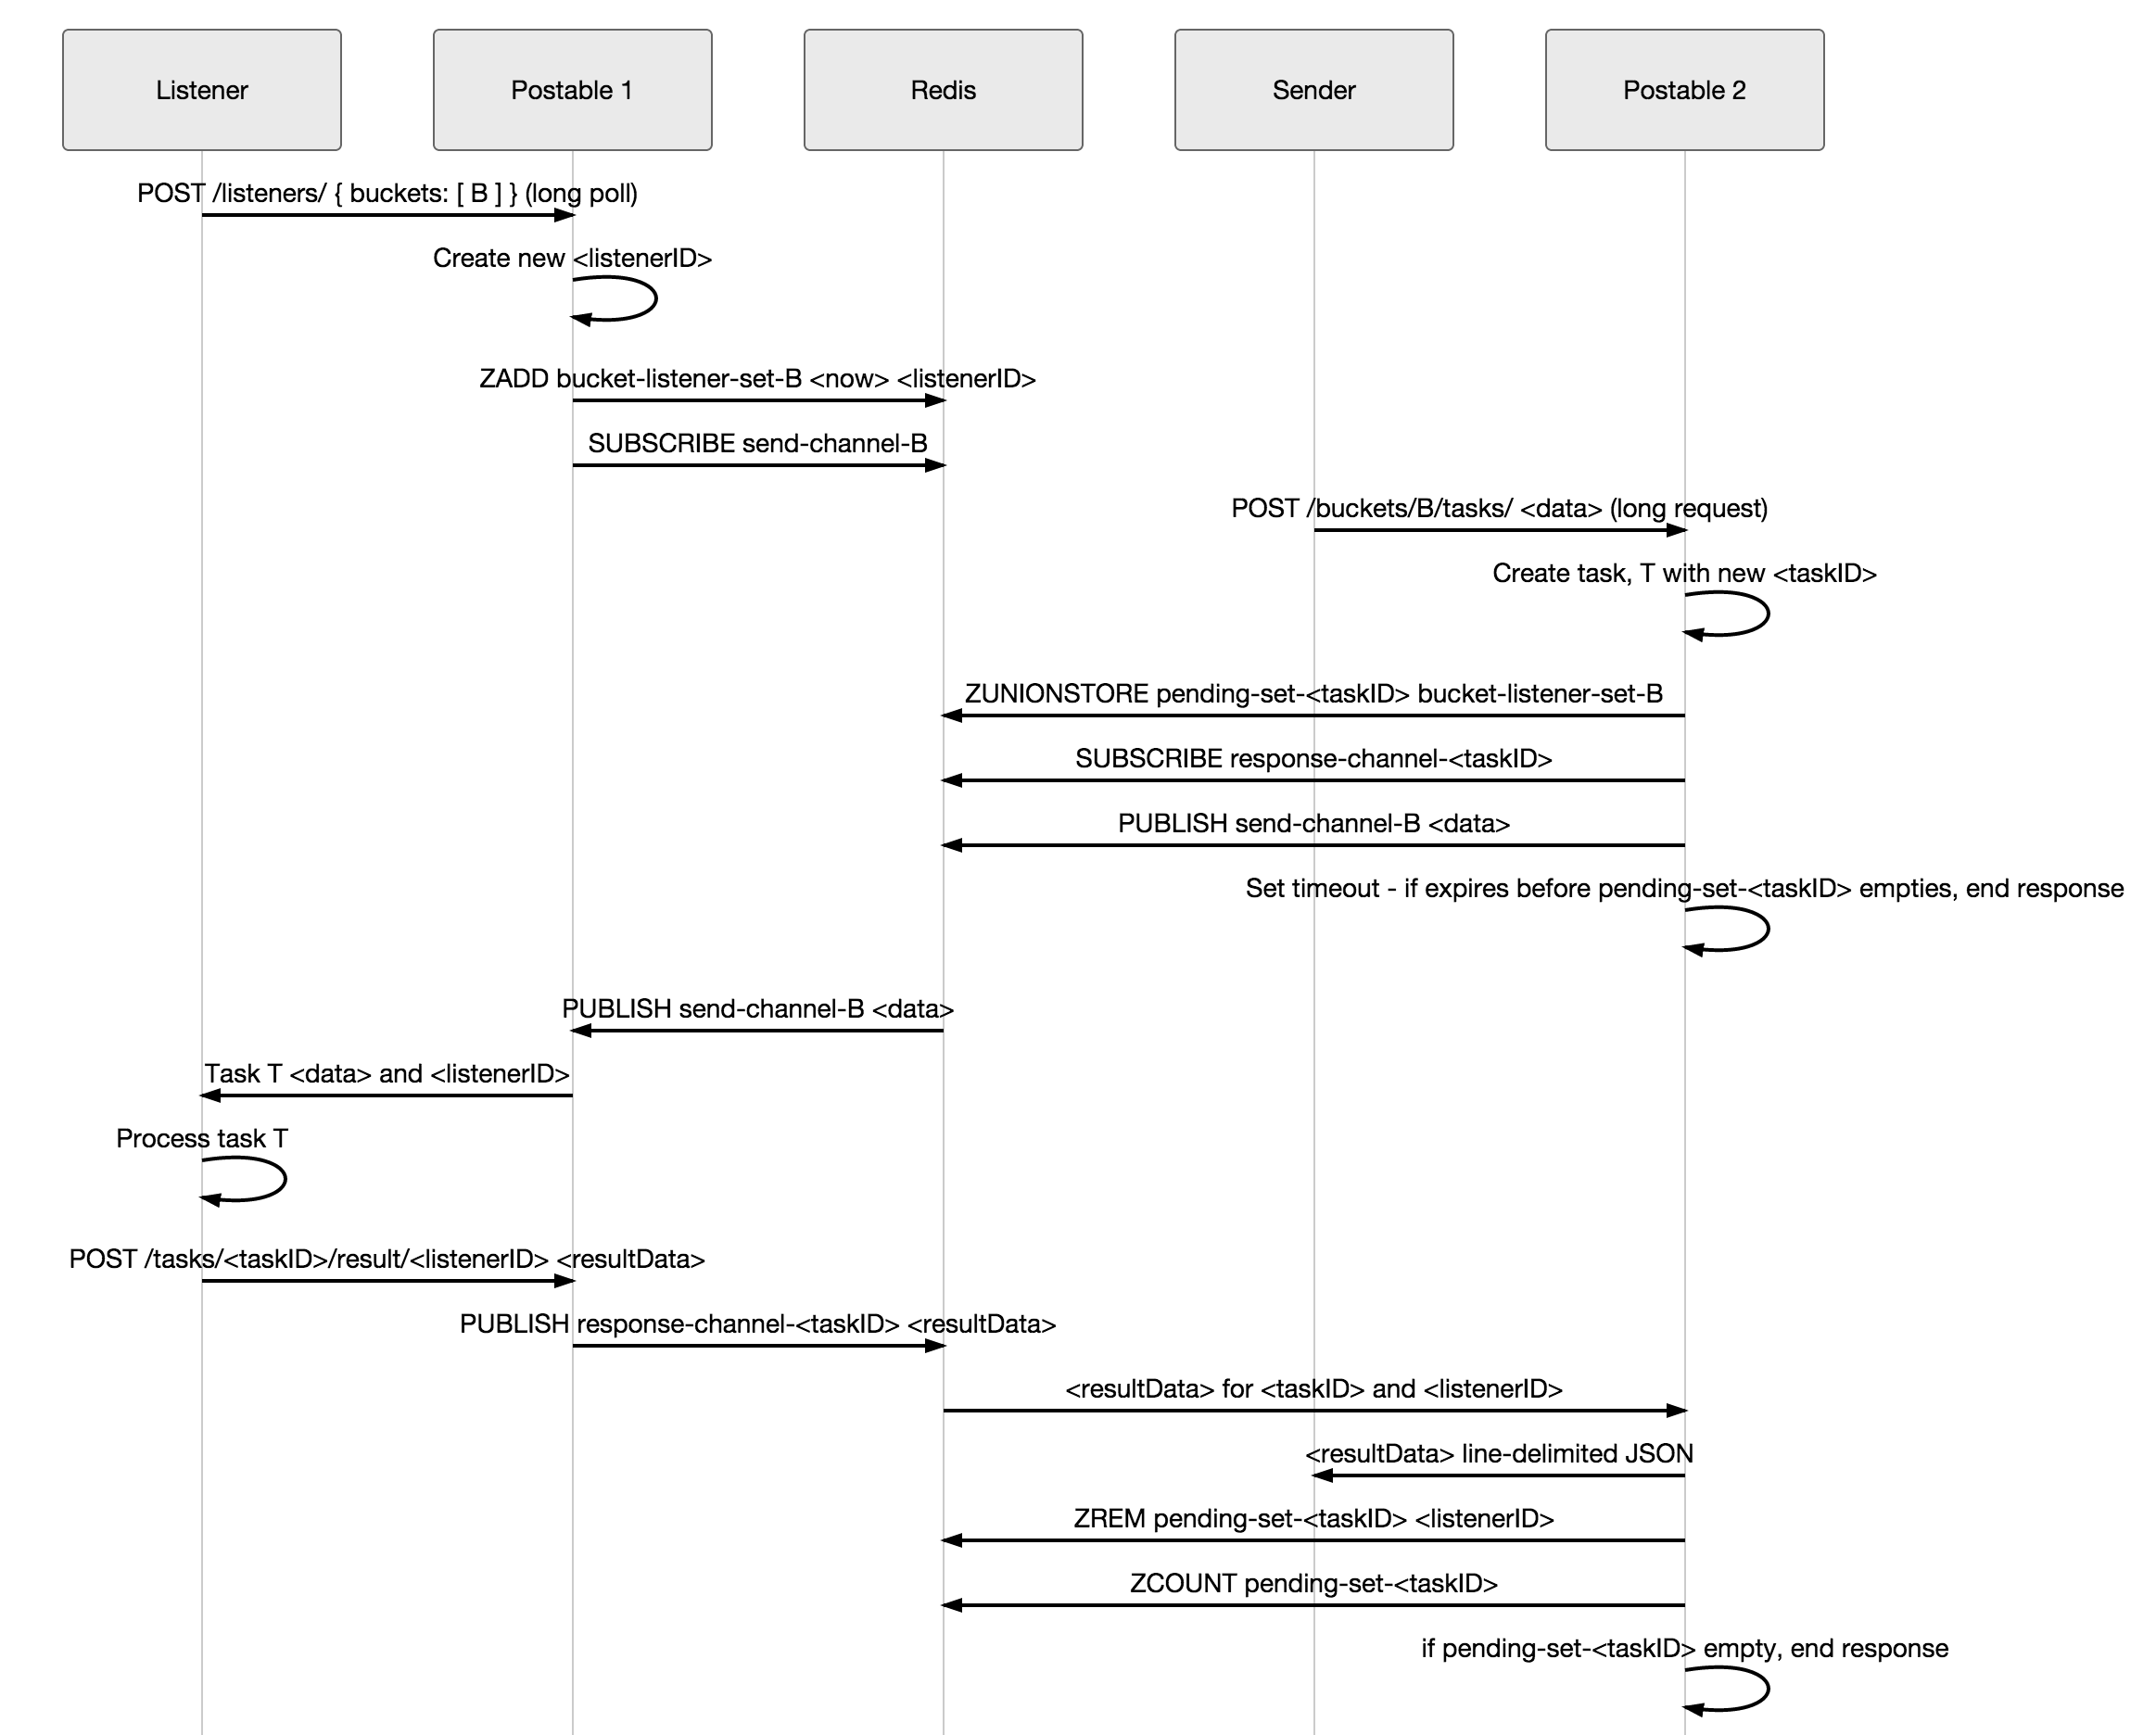 Listener
Postable 1
Redis
Sender
Postable 2
POST /listeners/ { buckets: [ B ] } (long poll)
Create new <listenerID>
ZADD bucket-listener-set-B <now> <listenerID>
SUBSCRIBE send-channel-B
POST /buckets/B/tasks/ <data> (long request)
Create task, T with new <taskID>
ZUNIONSTORE pending-set-<taskID> bucket-listener-set-B
SUBSCRIBE response-channel-<taskID>
PUBLISH send-channel-B <data>
Set timeout - if expires before pending-set-<taskID> empties, end response
PUBLISH send-channel-B <data>
Task T <data> and <listenerID>
Process task T
POST /tasks/<taskID>/result/<listenerID> <resultData>
PUBLISH response-channel-<taskID> <resultData>
<resultData> for <taskID> and <listenerID>
<resultData> line-delimited JSON
ZREM pending-set-<taskID> <listenerID>
ZCOUNT pending-set-<taskID>
if pending-set-<taskID> empty, end response